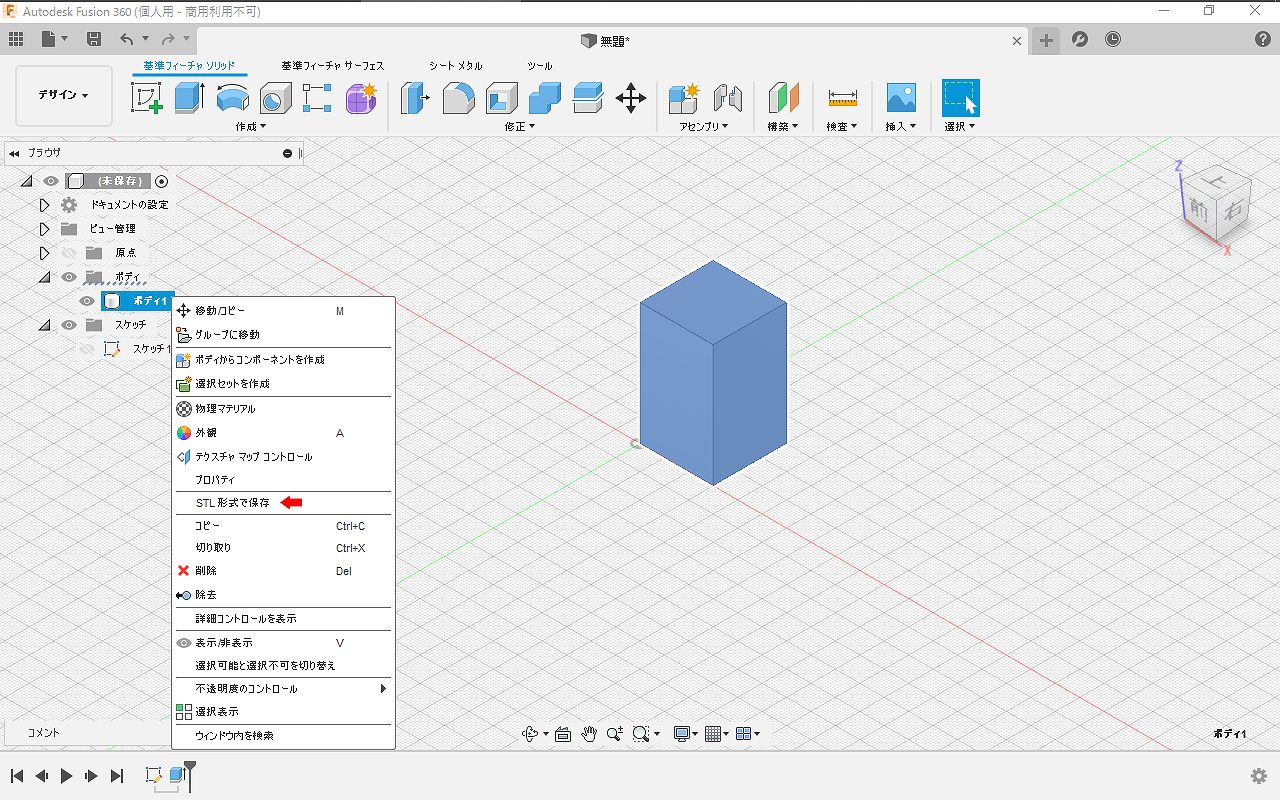 Autodesk Fusion 360 (個人用 - 商用利用不可)
無題*
基準フィーチャ ソリッド
基準フィーチャ サーフェス
シート メタル
ツール
デザイン
作成
修正
アセンブリ
構築
検査
挿入
選択
ブラウザ
(未保存)
ドキュメントの設定
ビュー管理
原点
ボディ
ボディ1
スケッチ
スケッチ1
移動/コピー M
グループに移動
ボディからコンポーネントを作成
選択セットを作成
物理マテリアル
外観 A
テクスチャ マップ コントロール
プロパティ
STL 形式で保存
コピー Ctrl+C
切り取り Ctrl+X
削除 Del
除去
詳細コントロールを表示
表示/非表示 V
選択可能と選択不可を切り替え
不透明度のコントロール
選択表示
ウィンドウ内を検索
Z
上
前
右
X
コメント
ボディ1